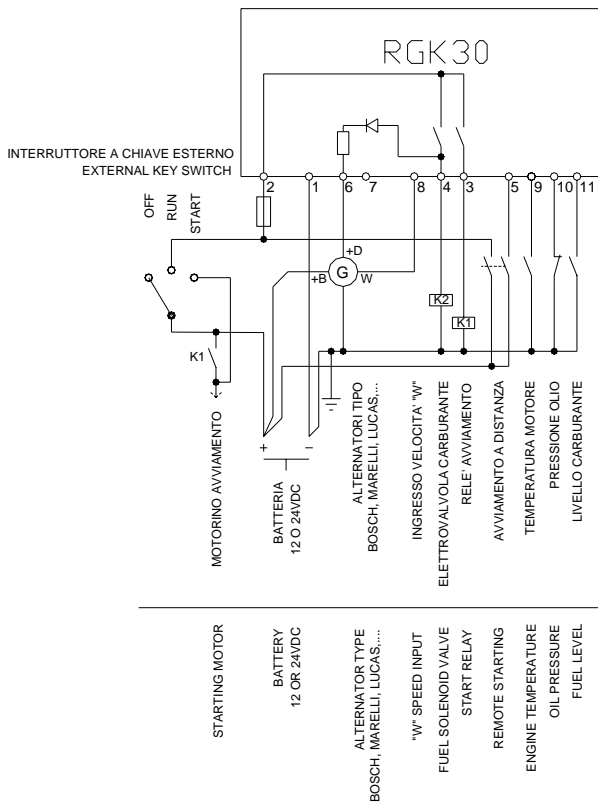 RGK30
INTERRUTTORE A CHIAVE ESTERNO
EXTERNAL KEY SWITCH
2
1
6
7
8
4
3
5
9
10
11
OFF
RUN
START
+D
+B
G
W
K2
K1
K1
+
–
MOTORINO AVVIAMENTO
BATTERIA
12 O 24VDC
ALTERNATORI TIPO
BOSCH, MARELLI, LUCAS,...
INGRESSO VELOCITA' "W"
ELETTROVALVOLA CARBURANTE
RELE' AVVIAMENTO
AVVIAMENTO A DISTANZA
TEMPERATURA MOTORE
PRESSIONE OLIO
LIVELLO CARBURANTE
STARTING MOTOR
BATTERY
12 OR 24VDC
ALTERNATOR TYPE
BOSCH, MARELLI, LUCAS,....
"W" SPEED INPUT
FUEL SOLENOID VALVE
START RELAY
REMOTE STARTING
ENGINE TEMPERATURE
OIL PRESSURE
FUEL LEVEL